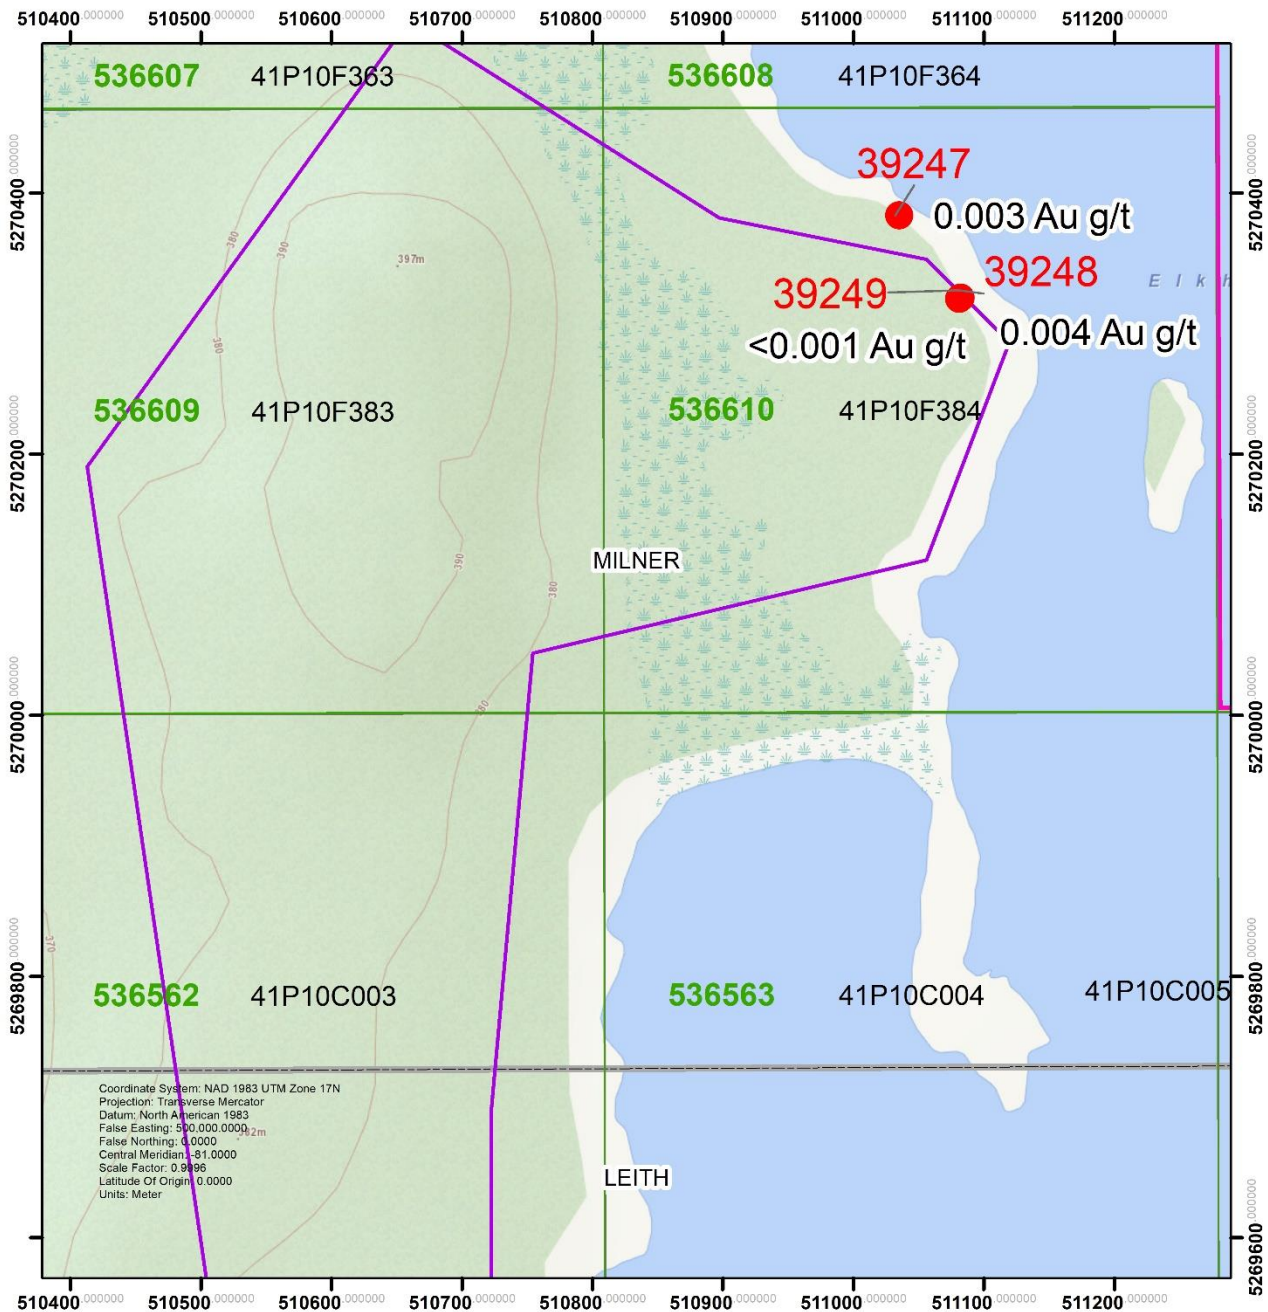 510400.000000 510500.000000 510600.000000 510700.000000 510800.000000 510900.000000 511000.000000 511100.000000 511200.000000
536607 41P10F363 536608 41P10F364
39247
5270400.000000 5270400.000000
0.003 Au g/t
380
390
397m
39248
39249
Elkh
0.004 Au g/t
<0.001 Au g/t
380
536609 41P10F383 536610 41P10F384
5270200.000000 5270200.000000
MILNER
390
380
380
5270000.000000 5270000.000000
370
5269800.000000 5269800.000000
536562 41P10C003 536563 41P10C004 41P10C005
Coordinate System: NAD 1983 UTM Zone 17N
Projection: Transverse Mercator
Datum: North American 1983
False Easting: 500,000.0000
False Northing: 0.0000
382m
Central Meridian: -81.0000
Scale Factor: 0.9996
Latitude Of Origin: 0.0000
Units: Meter
LEITH
5269600.000000 5269600.000000
510400.000000 510500.000000 510600.000000 510700.000000 510800.000000 510900.000000 511000.000000 511100.000000 511200.000000